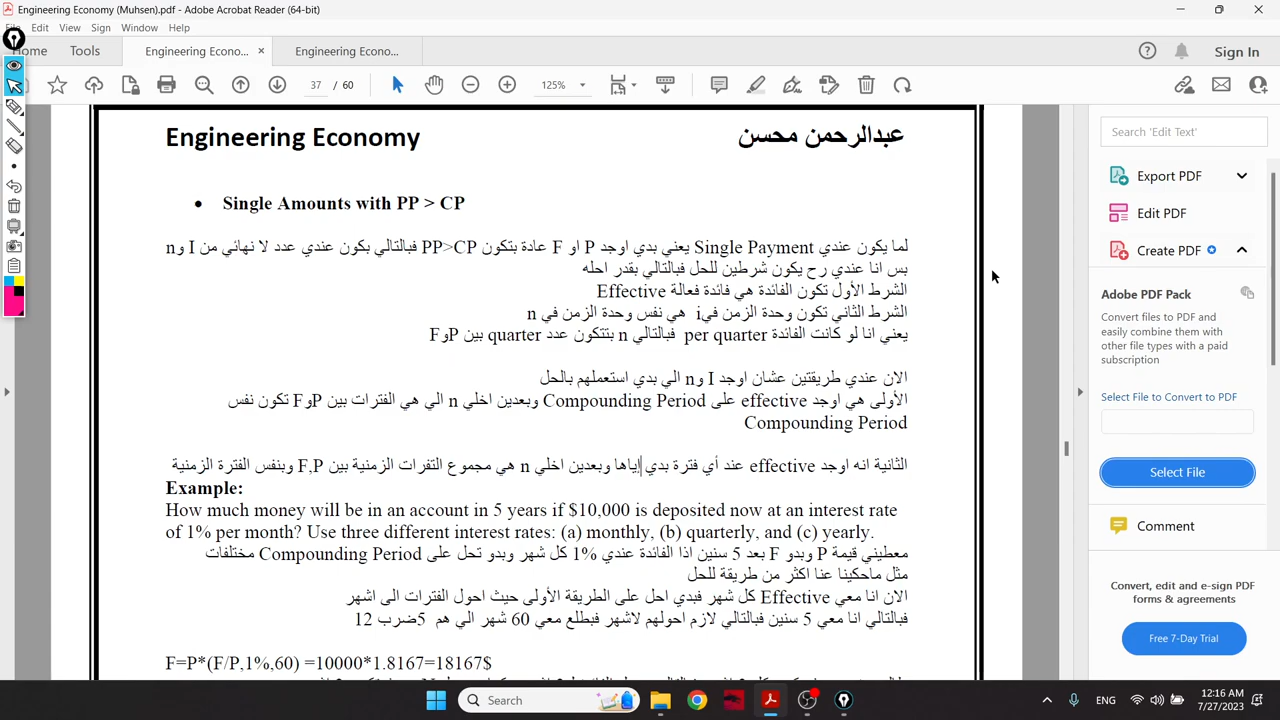 Engineering Economy (Muhsen).pdf - Adobe Acrobat Reader (64-bit)
File Edit View Sign Window Help
Home Tools Engineering Econo... × Engineering Econo... Sign In
37 / 60 125%
Engineering Economy عبدالرحمن محسن
• Single Amounts with PP > CP
لما يكون عندي Single Payment يعني بدي اوجد P او F عادة بتكون PP>CP فبالتالي بكون عندي عدد لا نهائي من I وn
بس انا عندي رح يكون شرطين للحل فبالتالي بقدر احله
الشرط الأول تكون الفائدة هي فائدة فعالة Effective
الشرط الثاني تكون وحدة الزمن في i هي نفس وحدة الزمن في n
يعني انا لو كانت الفائدة per quarter فبالتالي n بتتكون عدد quarter بين P وF
الان عندي طريقتين عشان اوجد I وn الي بدي استعملهم بالحل
الأولى هي اوجد effective على Compounding Period وبعدين اخلي n الي هي الفترات بين P وF تكون نفس
Compounding Period
الثانية انه اوجد effective عند أي فترة بدي إياها وبعدين اخلي n هي مجموع التفرات الزمنية بين F,P وبنفس الفترة الزمنية
Example:
How much money will be in an account in 5 years if $10,000 is deposited now at an interest rate
of 1% per month? Use three different interest rates: (a) monthly, (b) quarterly, and (c) yearly.
معطيني قيمة P وبدو F بعد 5 سنين اذا الفائدة عندي 1% كل شهر وبدو تحل على Compounding Period مختلفات
مثل ماحكينا عنا اكثر من طريقة للحل
الان انا معي Effective كل شهر فبدي احل على الطريقة الأولى حيث احول الفترات الى اشهر
فبالتالي انا معي 5 سنين فبالتالي لازم احولهم لاشهر فبطلع معي 60 شهر الي هم 5ضرب 12
F=P*(F/P,1%,60) =10000*1.8167=18167$
Search 'Edit Text'
Export PDF
Edit PDF
Create PDF
Adobe PDF Pack
Convert files to PDF and
easily combine them with
other file types with a paid
subscription
Select File to Convert to PDF
Select File
Comment
Convert, edit and e-sign PDF
forms & agreements
Free 7-Day Trial
Search
ENG
12:16 AM
7/27/2023